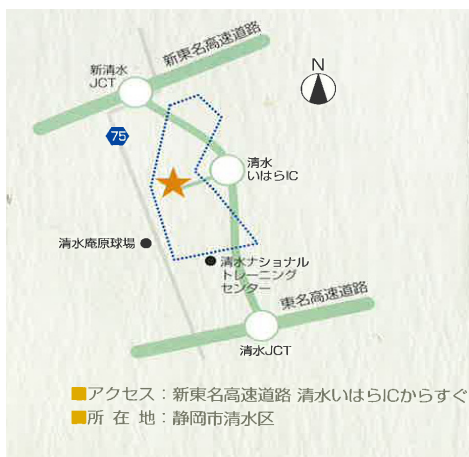 新東名高速道路
新清水
JCT
N
75
清水
いはらIC
清水庵原球場
清水ナショナル
トレーニング
センター
東名高速道路
清水JCT
■アクセス：新東名高速道路 清水いはらICからすぐ
■所 在 地：静岡市清水区